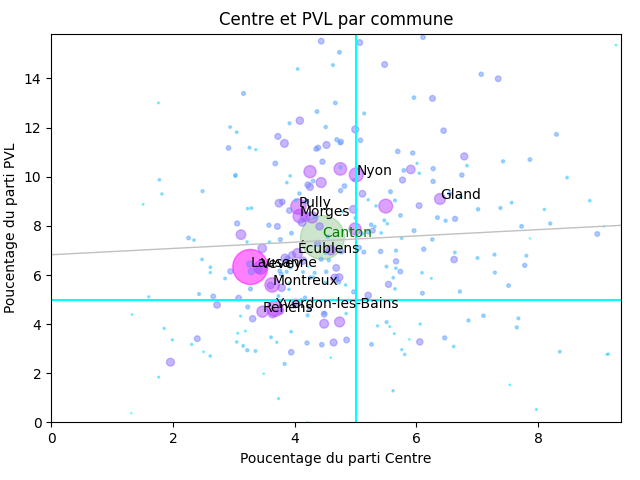 Centre et PVL par commune
Poucentage du parti PVL
14
12
10
8
6
4
2
0
Nyon
Gland
Pully
Morges
Canton
Écublens
Lausanne
Vevey
Montreux
Yverdon-les-Bains
Renens
0 2 4 6 8
Poucentage du parti Centre